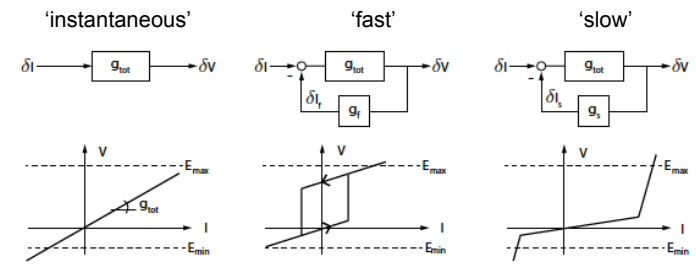 'instantaneous' 'fast' 'slow'
δI g_tot δV δI g_tot δV δI g_tot δV
- -
δI_f g_f δI_s g_s
V V V
E_max E_max E_max
g_tot
I I I
E_min E_min E_min